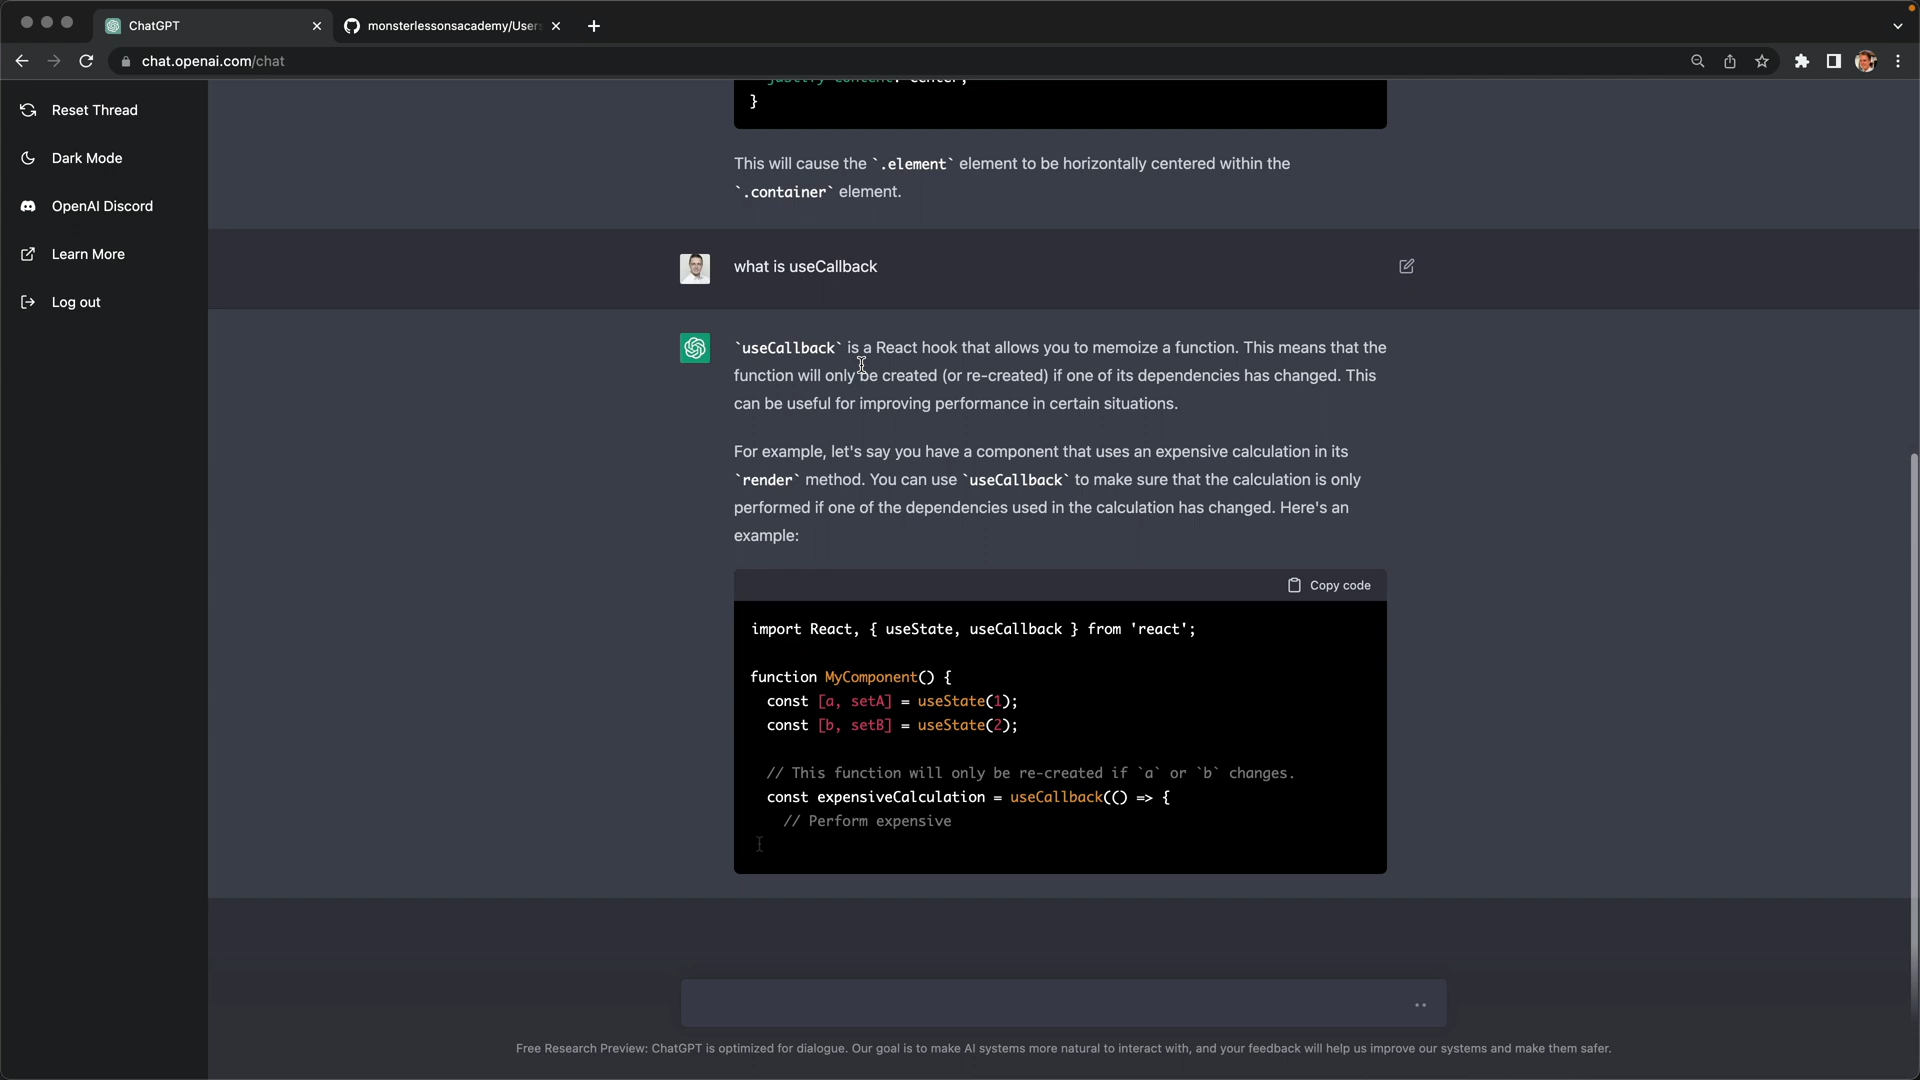 ChatGPT
monsterlessonsacademy/User
chat.openai.com/chat
Reset Thread
Dark Mode
OpenAI Discord
Learn More
Log out
justify-content: center;
}
This will cause the `.element` element to be horizontally centered within the
`.container` element.
what is useCallback
`useCallback` is a React hook that allows you to memoize a function. This means that the
function will only be created (or re-created) if one of its dependencies has changed. This
can be useful for improving performance in certain situations.
For example, let's say you have a component that uses an expensive calculation in its
`render` method. You can use `useCallback` to make sure that the calculation is only
performed if one of the dependencies used in the calculation has changed. Here's an
example:
Copy code
import React, { useState, useCallback } from 'react';
function MyComponent() {
const [a, setA] = useState(1);
const [b, setB] = useState(2);
// This function will only be re-created if `a` or `b` changes.
const expensiveCalculation = useCallback(() => {
// Perform expensive
Free Research Preview: ChatGPT is optimized for dialogue. Our goal is to make AI systems more natural to interact with, and your feedback will help us improve our systems and make them safer.